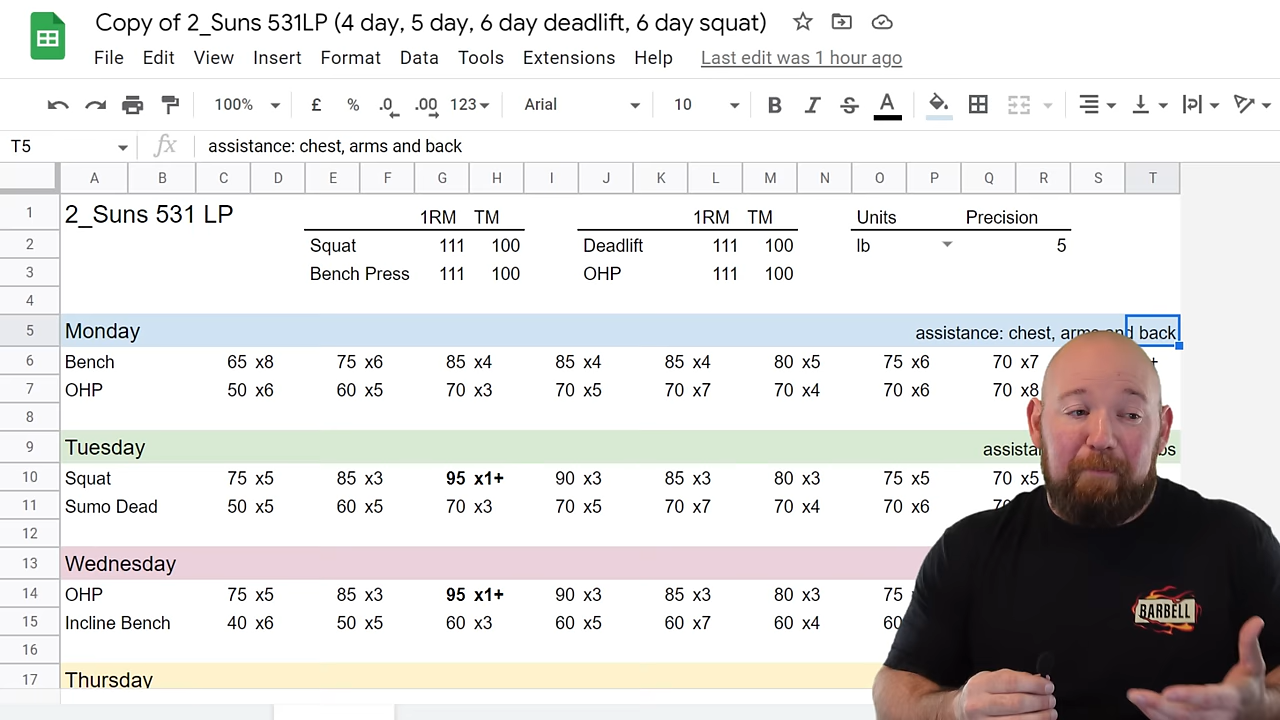 Copy of 2_Suns 531LP (4 day, 5 day, 6 day deadlift, 6 day squat)
File Edit View Insert Format Data Tools Extensions Help Last edit was 1 hour ago
100% £ % .0 .00 123 Arial 10 B I S A
T5 fx assistance: chest, arms and back
A B C D E F G H I J K L M N O P Q R S T
1 2_Suns 531 LP 1RM TM 1RM TM Units Precision
2 Squat 111 100 Deadlift 111 100 lb 5
3 Bench Press 111 100 OHP 111 100
4
5 Monday assistance: chest, arms and back
6 Bench 65 x8 75 x6 85 x4 85 x4 85 x4 80 x5 75 x6 70 x7
7 OHP 50 x6 60 x5 70 x3 70 x5 70 x7 70 x4 70 x6 70 x8
8
9 Tuesday
10 Squat 75 x5 85 x3 95 x1+ 90 x3 85 x3 80 x3 75 x5 70 x5
11 Sumo Dead 50 x5 60 x5 70 x3 70 x5 70 x7 70 x4 70 x6
12
13 Wednesday
14 OHP 75 x5 85 x3 95 x1+ 90 x3 85 x3 80 x3 75
15 Incline Bench 40 x6 50 x5 60 x3 60 x5 60 x7 60 x4 60
16
17 Thursday
BARBELL